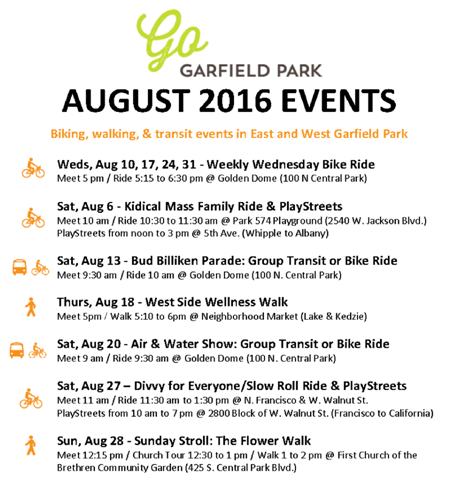 Go
GARFIELD PARK
AUGUST 2016 EVENTS
Biking, walking, & transit events in East and West Garfield Park
Weds, Aug 10, 17, 24, 31 - Weekly Wednesday Bike Ride
Meet 5 pm / Ride 5:15 to 6:30 pm @ Golden Dome (100 N Central Park)
Sat, Aug 6 - Kidical Mass Family Ride & PlayStreets
Meet 10 am / Ride 10:30 to 11:30 am @ Park 574 Playground (2540 W. Jackson Blvd.)
PlayStreets from noon to 3 pm @ 5th Ave. (Whipple to Albany)
Sat, Aug 13 - Bud Billiken Parade: Group Transit or Bike Ride
Meet 9:30 am / Ride 10 am @ Golden Dome (100 N. Central Park)
Thurs, Aug 18 - West Side Wellness Walk
Meet 5pm / Walk 5:10 to 6pm @ Neighborhood Market (Lake & Kedzie)
Sat, Aug 20 - Air & Water Show: Group Transit or Bike Ride
Meet 9 am / Ride 9:30 am @ Golden Dome (100 N. Central Park)
Sat, Aug 27 – Divvy for Everyone/Slow Roll Ride & PlayStreets
Meet 11 am / Ride 11:30 am to 1:30 pm @ N. Francisco & W. Walnut St.
PlayStreets from 10 am to 7 pm @ 2800 Block of W. Walnut St. (Francisco to California)
Sun, Aug 28 - Sunday Stroll: The Flower Walk
Meet 12:15 pm / Church Tour 12:30 to 1 pm / Walk 1 to 2 pm @ First Church of the
Brethren Community Garden (425 S. Central Park Blvd.)